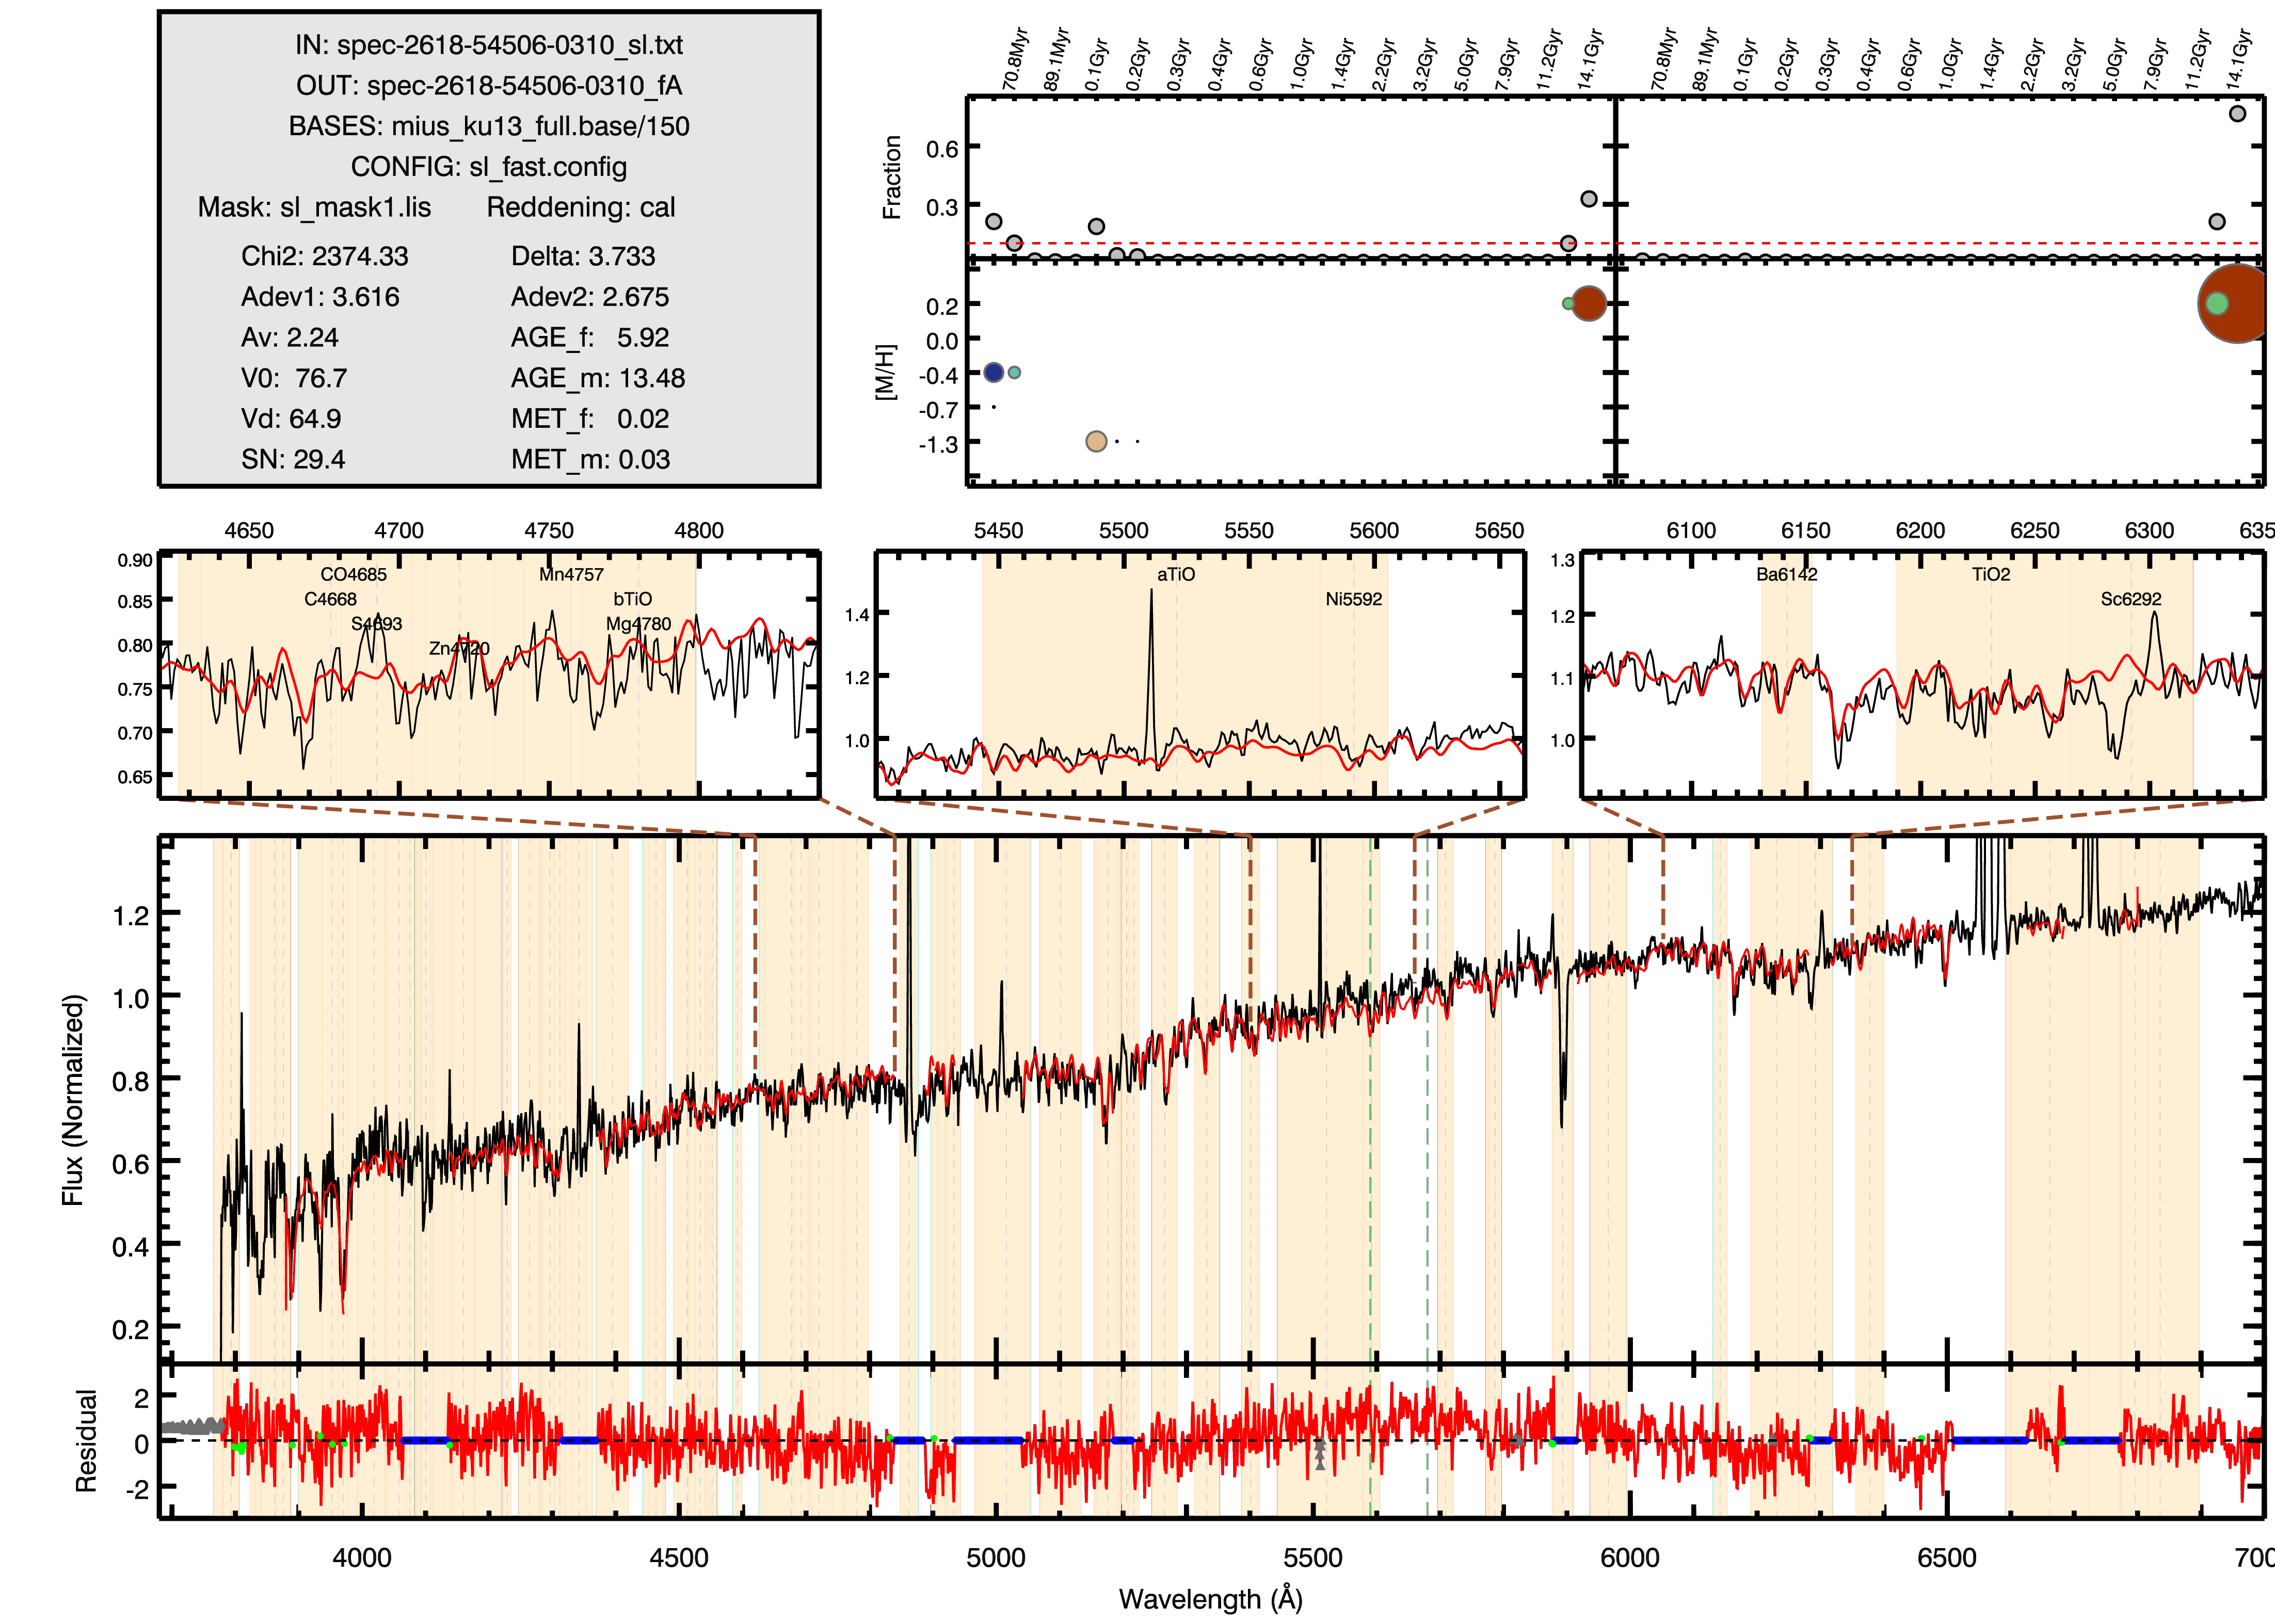 IN: spec-2618-54506-0310_sl.txt
OUT: spec-2618-54506-0310_fA
BASES: mius_ku13_full.base/150
CONFIG: sl_fast.config
Mask: sl_mask1.lis Reddening: cal
Chi2: 2374.33 Delta: 3.733
Adev1: 3.616 Adev2: 2.675
Av: 2.24 AGE_f: 5.92
V0: 76.7 AGE_m: 13.48
Vd: 64.9 MET_f: 0.02
SN: 29.4 MET_m: 0.03
70.8Myr 89.1Myr 0.1Gyr 0.2Gyr 0.3Gyr 0.4Gyr 0.6Gyr 1.0Gyr 1.4Gyr 2.2Gyr 3.2Gyr 5.0Gyr 7.9Gyr 11.2Gyr 14.1Gyr
70.8Myr 89.1Myr 0.1Gyr 0.2Gyr 0.3Gyr 0.4Gyr 0.6Gyr 1.0Gyr 1.4Gyr 2.2Gyr 3.2Gyr 5.0Gyr 7.9Gyr 11.2Gyr 14.1Gyr
Fraction
0.6
0.3
[M/H]
0.2
0.0
-0.4
-0.7
-1.3
4650 4700 4750 4800
0.90
0.85
0.80
0.75
0.70
0.65
CO4685 Mn4757
C4668 bTiO
S4693 Mg4780
Zn4720
5450 5500 5550 5600 5650
1.4
1.2
1.0
aTiO
Ni5592
6100 6150 6200 6250 6300 635
1.3
1.2
1.1
1.0
Ba6142 TiO2
Sc6292
Flux (Normalized)
1.2
1.0
0.8
0.6
0.4
0.2
Residual
2
0
-2
4000 4500 5000 5500 6000 6500 700
Wavelength (Å)